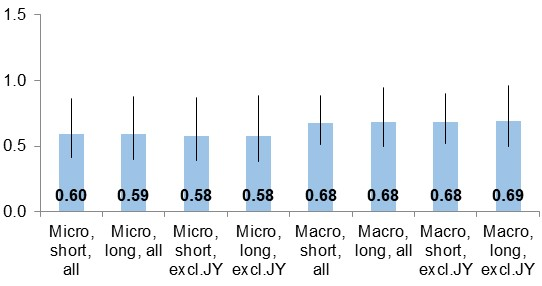 1.5
1.0
0.5
0.0
0.60 0.59 0.58 0.58 0.68 0.68 0.68 0.69
Micro, short, all
Micro, long, all
Micro, short, excl.JY
Micro, long, excl.JY
Macro, short, all
Macro, long, all
Macro, short, excl.JY
Macro, long, excl.JY